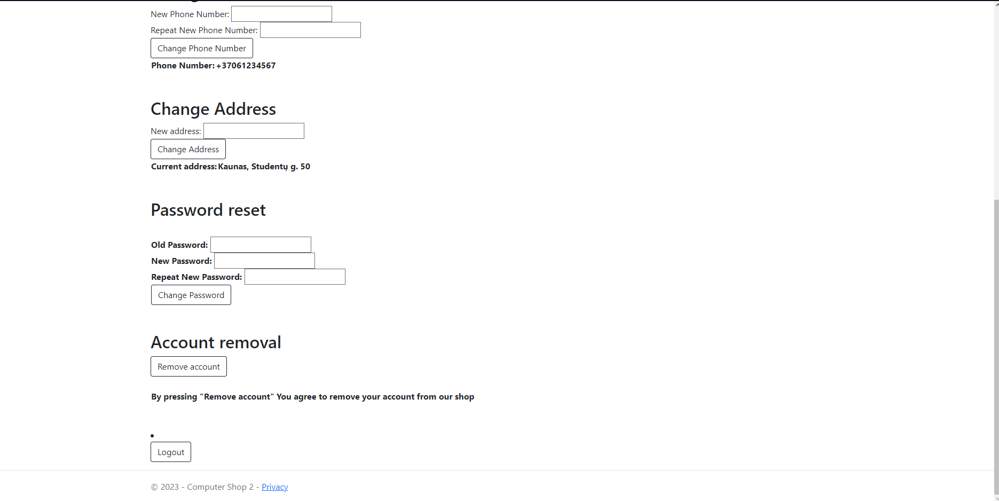 New Phone Number:
Repeat New Phone Number:
Change Phone Number
Phone Number: +37061234567
Change Address
New address:
Change Address
Current address: Kaunas, Studentų g. 50
Password reset
Old Password:
New Password:
Repeat New Password:
Change Password
Account removal
Remove account
By pressing "Remove account" You agree to remove your account from our shop
Logout
© 2023 - Computer Shop 2 - Privacy